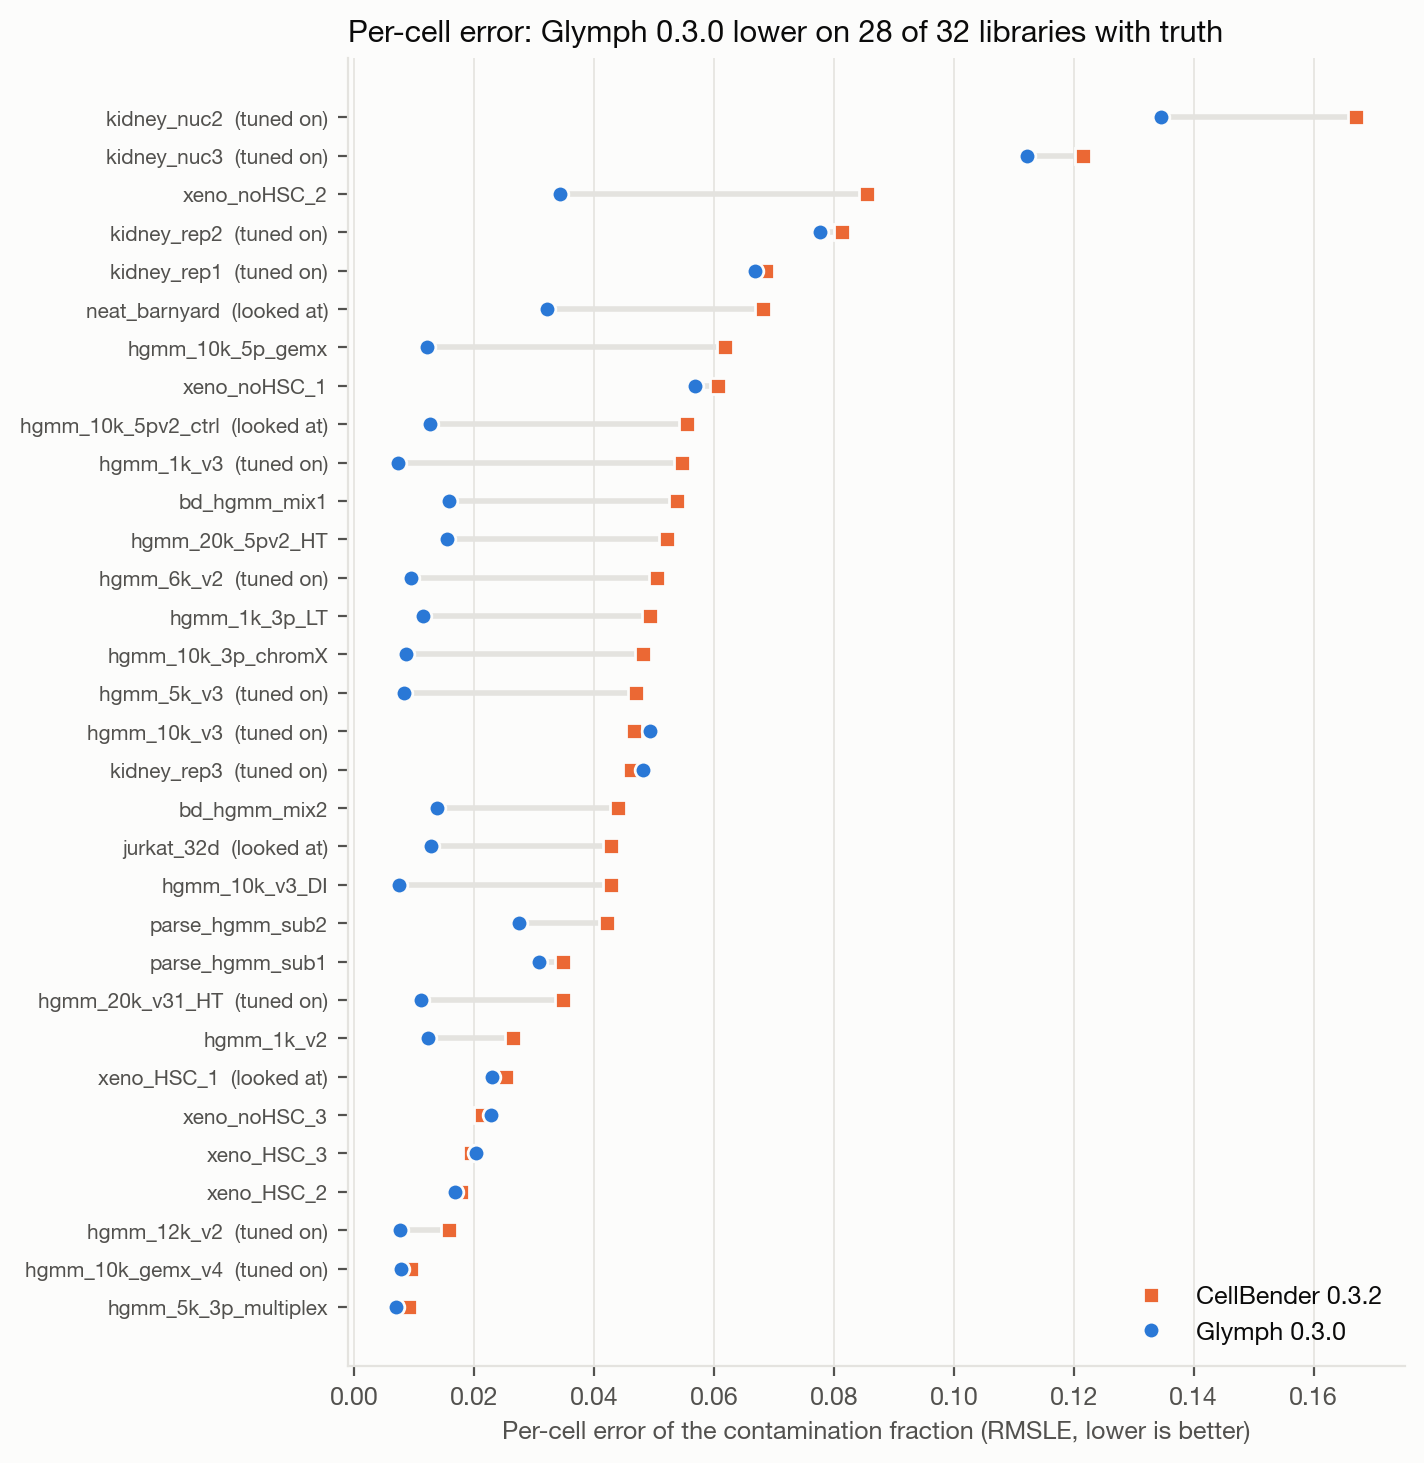 Per-cell error: Glymph 0.3.0 lower on 28 of 32 libraries with truth
kidney_nuc2 (tuned on)
kidney_nuc3 (tuned on)
xeno_noHSC_2
kidney_rep2 (tuned on)
kidney_rep1 (tuned on)
neat_barnyard (looked at)
hgmm_10k_5p_gemx
xeno_noHSC_1
hgmm_10k_5pv2_ctrl (looked at)
hgmm_1k_v3 (tuned on)
bd_hgmm_mix1
hgmm_20k_5pv2_HT
hgmm_6k_v2 (tuned on)
hgmm_1k_3p_LT
hgmm_10k_3p_chromX
hgmm_5k_v3 (tuned on)
hgmm_10k_v3 (tuned on)
kidney_rep3 (tuned on)
bd_hgmm_mix2
jurkat_32d (looked at)
hgmm_10k_v3_DI
parse_hgmm_sub2
parse_hgmm_sub1
hgmm_20k_v31_HT (tuned on)
hgmm_1k_v2
xeno_HSC_1 (looked at)
xeno_noHSC_3
xeno_HSC_3
xeno_HSC_2
hgmm_12k_v2 (tuned on)
hgmm_10k_gemx_v4 (tuned on)
hgmm_5k_3p_multiplex
CellBender 0.3.2
Glymph 0.3.0
0.00 0.02 0.04 0.06 0.08 0.10 0.12 0.14 0.16
Per-cell error of the contamination fraction (RMSLE, lower is better)